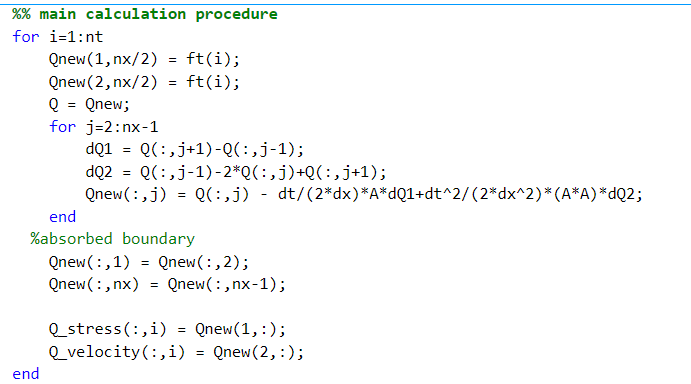 %% main calculation procedure
for i=1:nt
    Qnew(1,nx/2) = ft(i);
    Qnew(2,nx/2) = ft(i);
    Q = Qnew;
    for j=2:nx-1
        dQ1 = Q(:,j+1)-Q(:,j-1);
        dQ2 = Q(:,j-1)-2*Q(:,j)+Q(:,j+1);
        Qnew(:,j) = Q(:,j) - dt/(2*dx)*A*dQ1+dt^2/(2*dx^2)*(A*A)*dQ2;
    end
  %absorbed boundary
    Qnew(:,1) = Qnew(:,2);
    Qnew(:,nx) = Qnew(:,nx-1);

    Q_stress(:,i) = Qnew(1,:);
    Q_velocity(:,i) = Qnew(2,:);
end